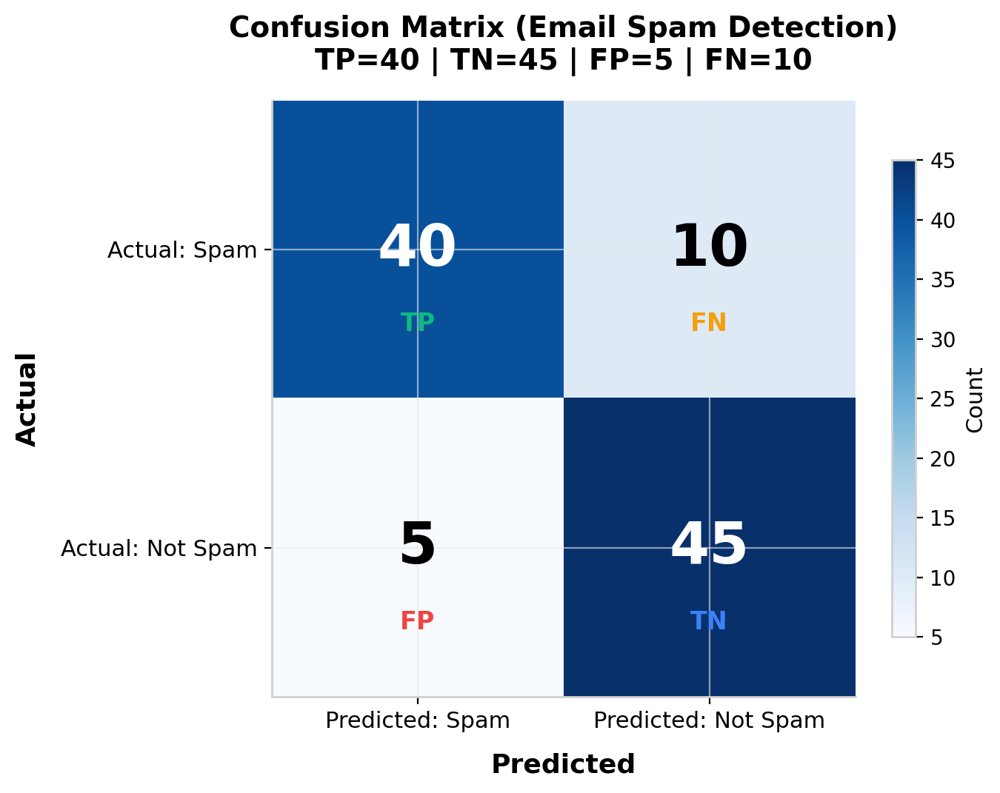 Confusion Matrix (Email Spam Detection)
TP=40 | TN=45 | FP=5 | FN=10
Actual
Actual: Spam
40
TP
10
FN
Actual: Not Spam
5
FP
45
TN
Predicted: Spam
Predicted: Not Spam
Predicted
45
40
35
30
25
20
15
10
5
Count